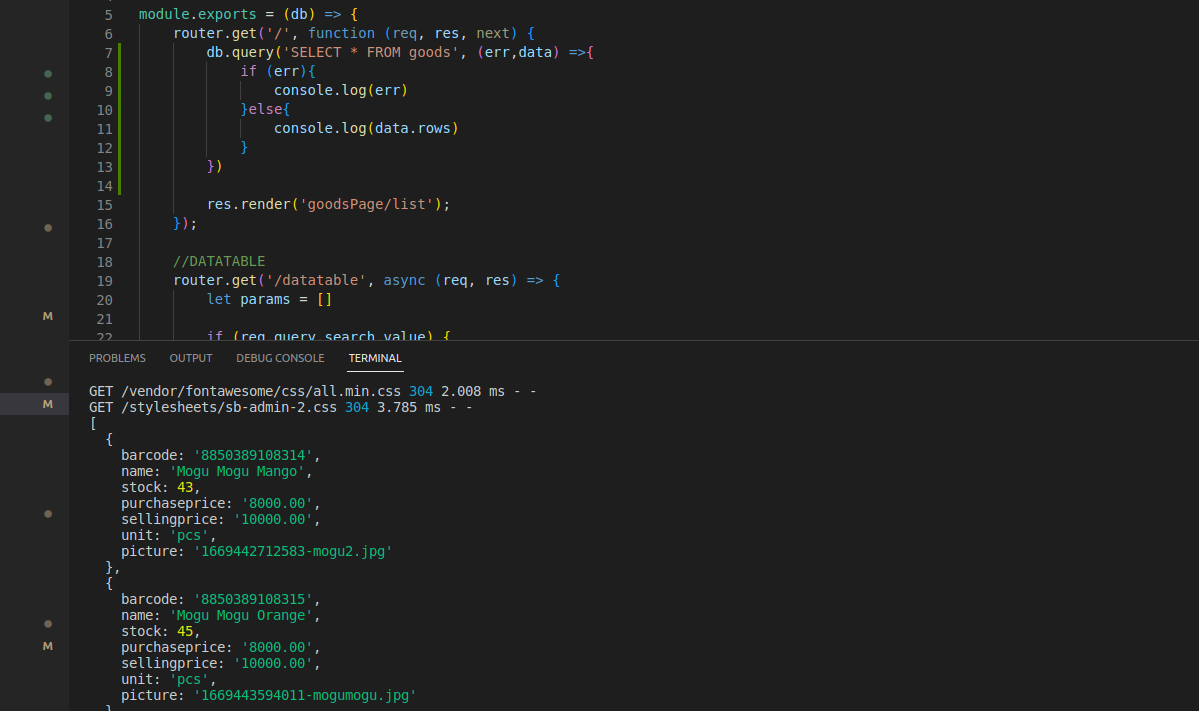 5 module.exports = (db) => {
6 router.get('/', function (req, res, next) {
7 db.query('SELECT * FROM goods', (err,data) =>{
8 if (err){
9 console.log(err)
10 }else{
11 console.log(data.rows)
12 }
13 })
14
15 res.render('goodsPage/list');
16 });
17
18 //DATATABLE
19 router.get('/datatable', async (req, res) => {
20 let params = []
21
22 if (req.query.search.value) {
M
M
M
PROBLEMS OUTPUT DEBUG CONSOLE TERMINAL
GET /vendor/fontawesome/css/all.min.css 304 2.008 ms - -
GET /stylesheets/sb-admin-2.css 304 3.785 ms - -
[
{
barcode: '8850389108314',
name: 'Mogu Mogu Mango',
stock: 43,
purchaseprice: '8000.00',
sellingprice: '10000.00',
unit: 'pcs',
picture: '1669442712583-mogu2.jpg'
},
{
barcode: '8850389108315',
name: 'Mogu Mogu Orange',
stock: 45,
purchaseprice: '8000.00',
sellingprice: '10000.00',
unit: 'pcs',
picture: '1669443594011-mogumogu.jpg'
}